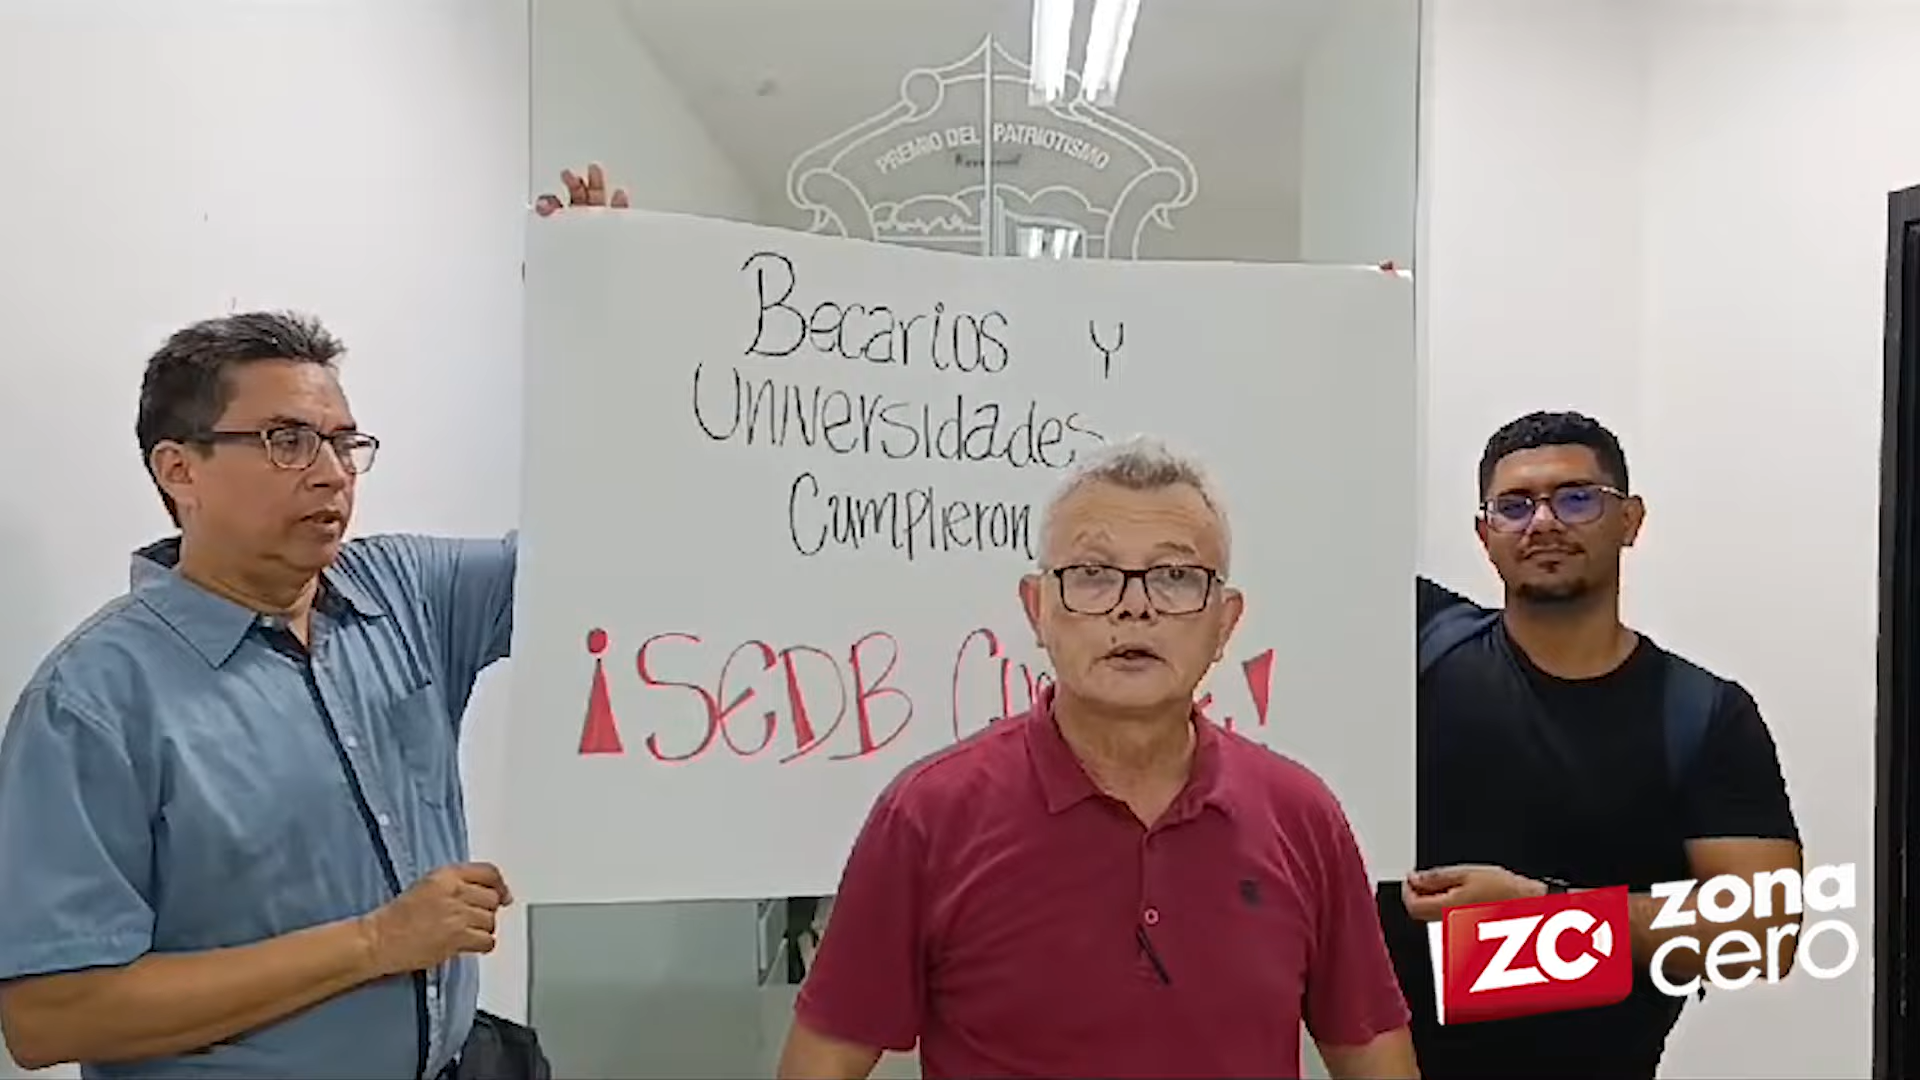 PREMIO DEL PATRIOTISMO
Becarios y
Universidades
Cumplieron
¡SEDB
!
ZC
zona
cero